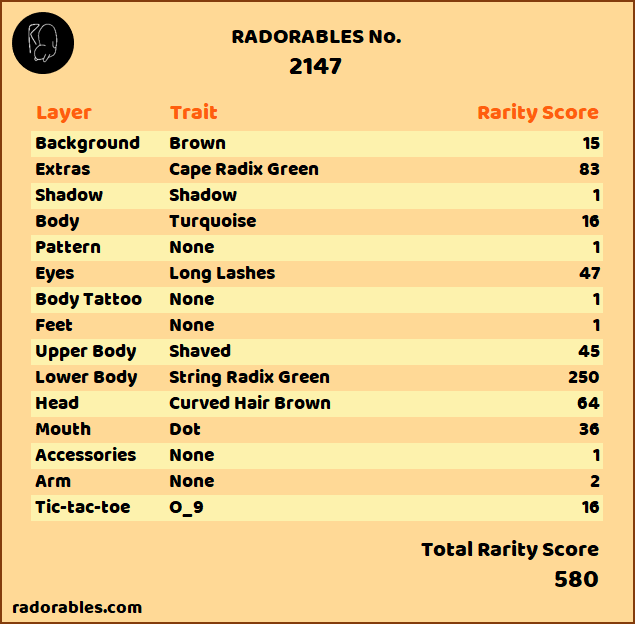 RADORABLES No.
2147
Layer Trait Rarity Score
Background Brown 15
Extras Cape Radix Green 83
Shadow Shadow 1
Body Turquoise 16
Pattern None 1
Eyes Long Lashes 47
Body Tattoo None 1
Feet None 1
Upper Body Shaved 45
Lower Body String Radix Green 250
Head Curved Hair Brown 64
Mouth Dot 36
Accessories None 1
Arm None 2
Tic-tac-toe O_9 16
Total Rarity Score
580
radorables.com